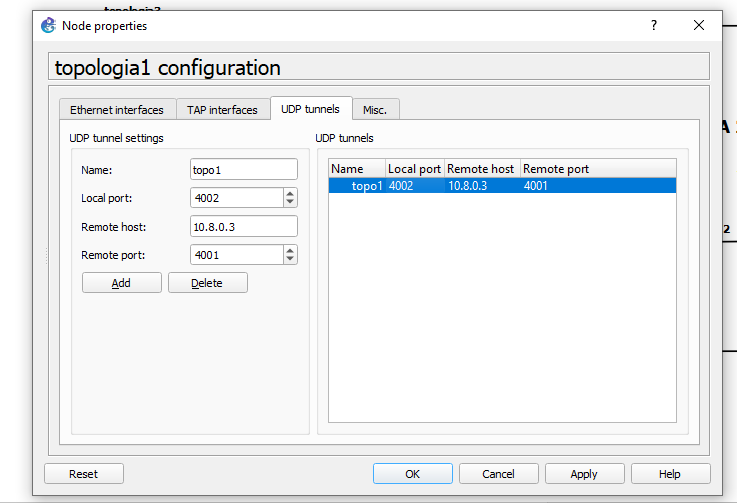 Node properties
?
topologia1 configuration
Ethernet interfaces
TAP interfaces
UDP tunnels
Misc.
UDP tunnel settings
Name:
topo1
Local port:
4002
Remote host:
10.8.0.3
Remote port:
4001
Add
Delete
UDP tunnels
Name Local port Remote host Remote port
topo1 4002 10.8.0.3 4001
A
2
Reset
OK
Cancel
Apply
Help